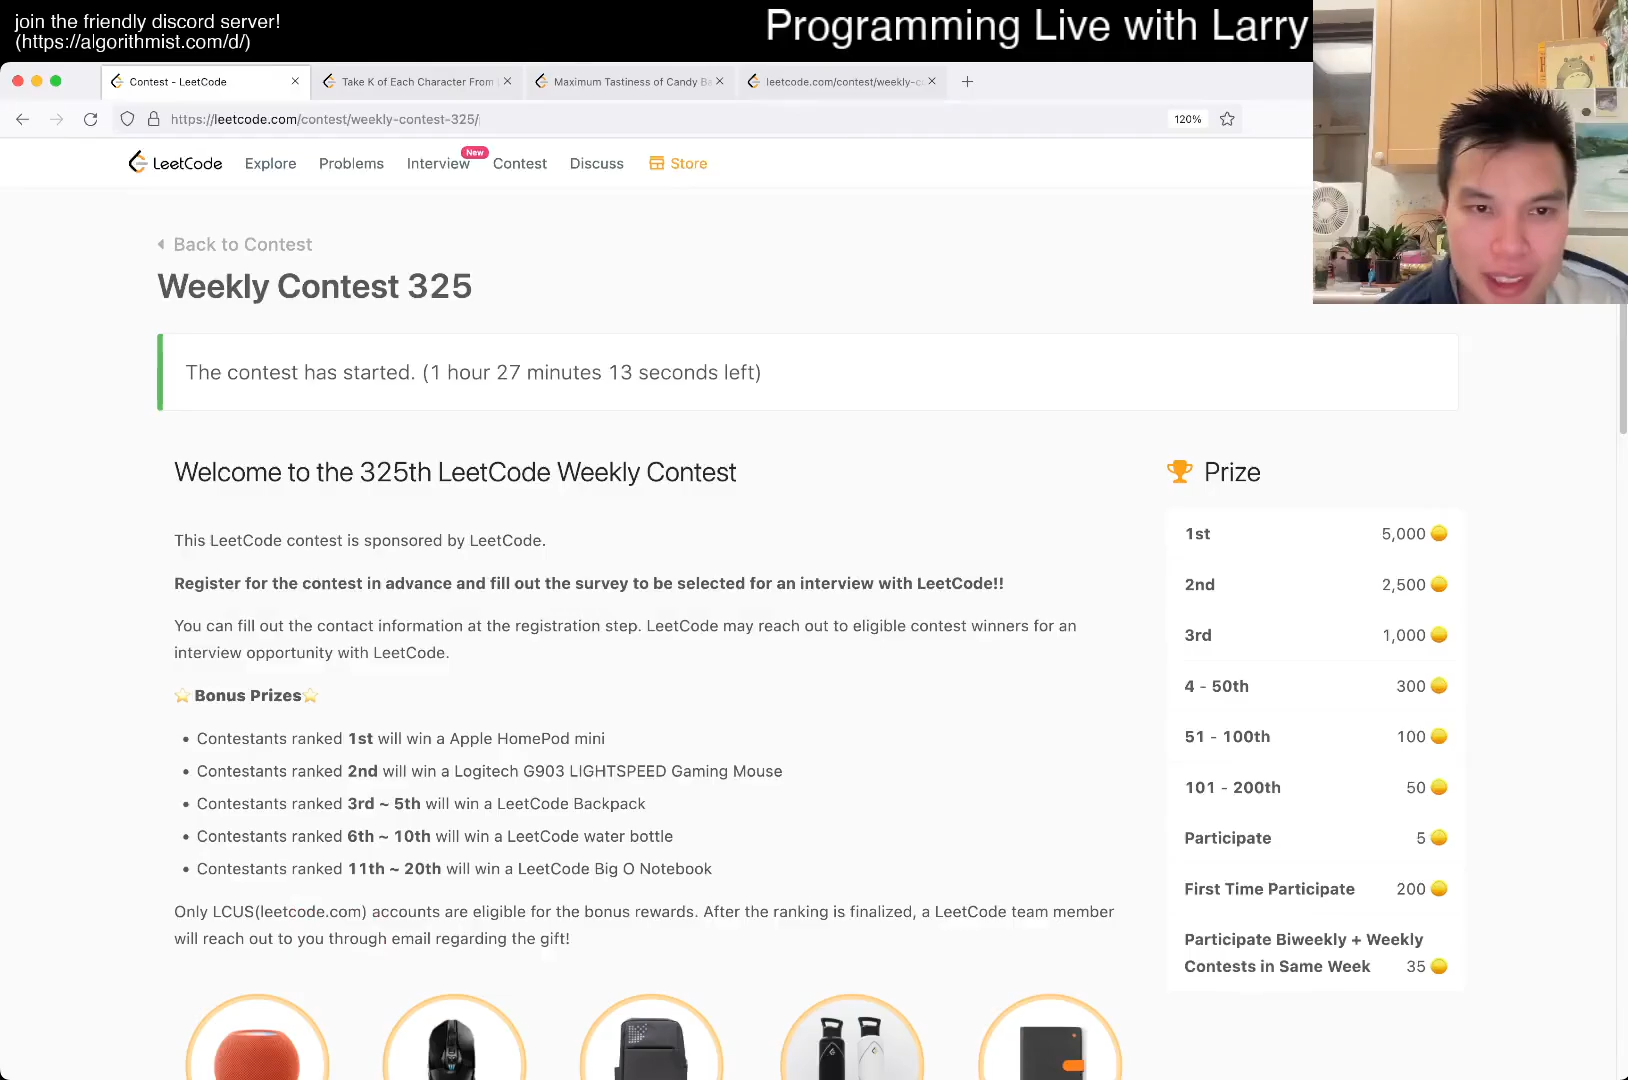 join the friendly discord server!
(https://algorithmist.com/d/)
Programming Live with Larry
Contest - LeetCode
Take K of Each Character From
Maximum Tastiness of Candy Ba
leetcode.com/contest/weekly-c
https://leetcode.com/contest/weekly-contest-325/
120%
LeetCode
Explore
Problems
Interview
New
Contest
Discuss
Store
Back to Contest
Weekly Contest 325
The contest has started. (1 hour 27 minutes 13 seconds left)
Welcome to the 325th LeetCode Weekly Contest
This LeetCode contest is sponsored by LeetCode.
Register for the contest in advance and fill out the survey to be selected for an interview with LeetCode!!
You can fill out the contact information at the registration step. LeetCode may reach out to eligible contest winners for an
interview opportunity with LeetCode.
⭐ Bonus Prizes⭐
• Contestants ranked 1st will win a Apple HomePod mini
• Contestants ranked 2nd will win a Logitech G903 LIGHTSPEED Gaming Mouse
• Contestants ranked 3rd ~ 5th will win a LeetCode Backpack
• Contestants ranked 6th ~ 10th will win a LeetCode water bottle
• Contestants ranked 11th ~ 20th will win a LeetCode Big O Notebook
Only LCUS(leetcode.com) accounts are eligible for the bonus rewards. After the ranking is finalized, a LeetCode team member
will reach out to you through email regarding the gift!
Prize
1st 5,000
2nd 2,500
3rd 1,000
4 - 50th 300
51 - 100th 100
101 - 200th 50
Participate 5
First Time Participate 200
Participate Biweekly + Weekly
Contests in Same Week 35